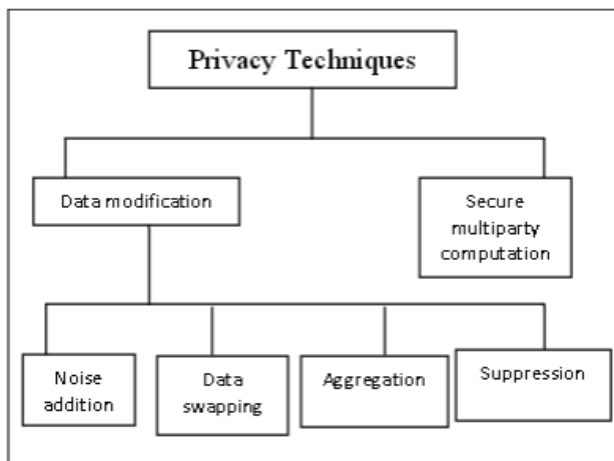 Privacy Techniques
Data modification
Secure
multiparty
computation
Noise
addition
Data
swapping
Aggregation
Suppression